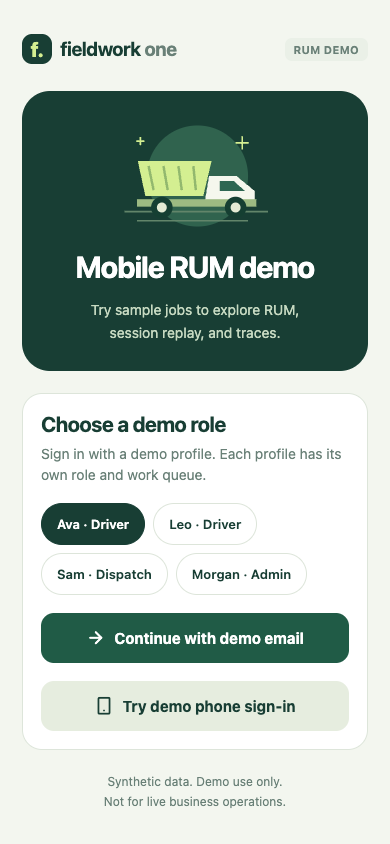 f. fieldwork one
RUM DEMO
Mobile RUM demo
Try sample jobs to explore RUM,
session replay, and traces.
Choose a demo role
Sign in with a demo profile. Each profile has its
own role and work queue.
Ava · Driver
Leo · Driver
Sam · Dispatch
Morgan · Admin
Continue with demo email
Try demo phone sign-in
Synthetic data. Demo use only.
Not for live business operations.